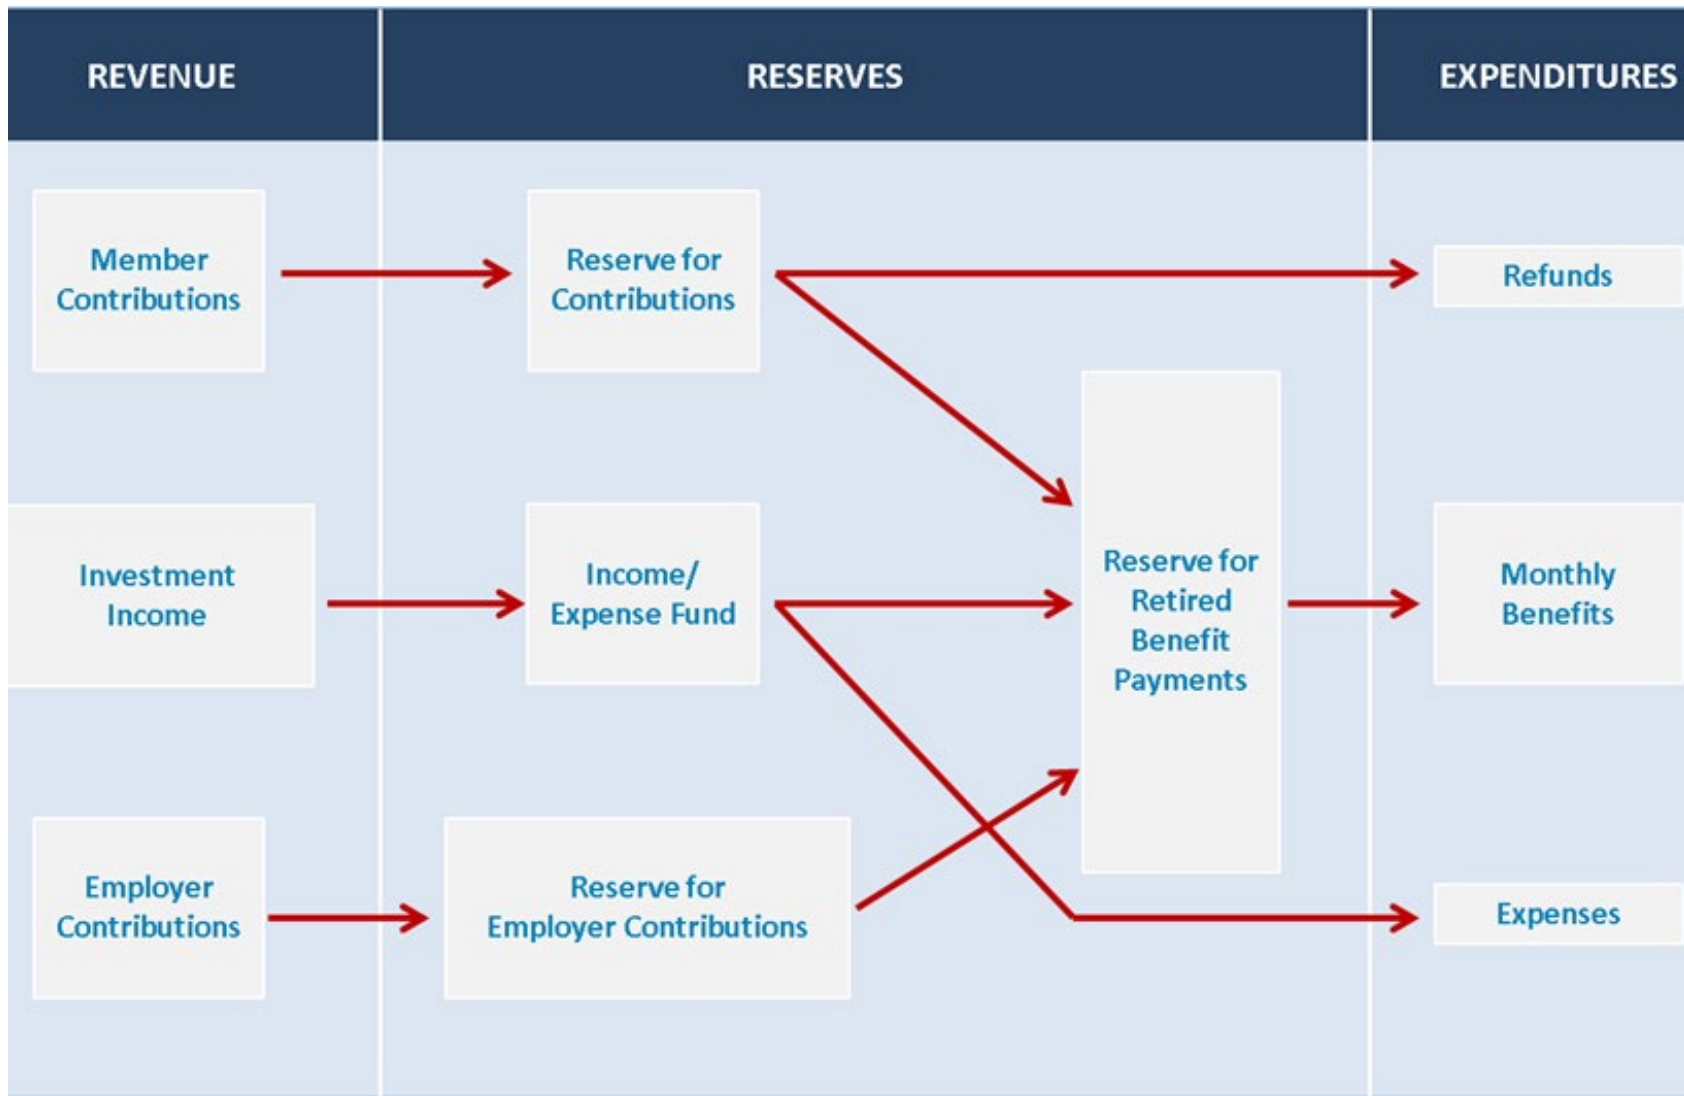 REVENUE
RESERVES
EXPENDITURES
Member
Contributions
Reserve for
Contributions
Refunds
Investment
Income
Income/
Expense Fund
Reserve for
Retired
Benefit
Payments
Monthly
Benefits
Employer
Contributions
Reserve for
Employer Contributions
Expenses